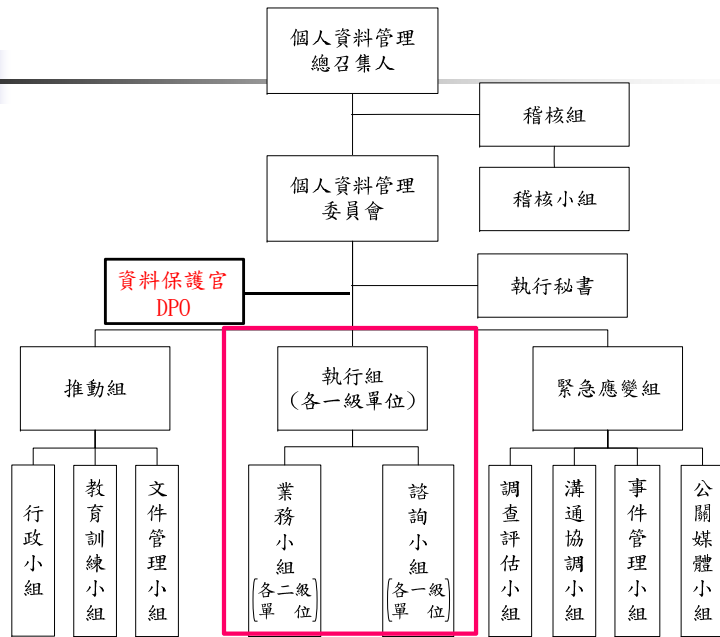 個人資料管理
總召集人
稽核組
個人資料管理
委員會
稽核小組
資料保護官
DPO
執行秘書
推動組
執行組
（各一級單位）
緊急應變組
行政小組
教育訓練小組
文件管理小組
業務小組
各二級
單 位
諮詢小組
各一級
單 位
調查評估小組
溝通協調小組
事件管理小組
公關媒體小組